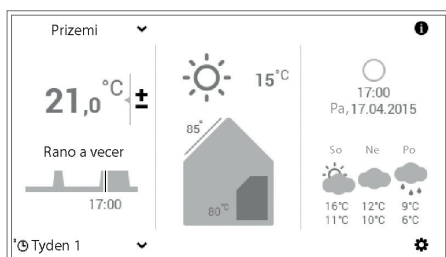 Prizemi
21,0 °C ±
Rano a vecer
17:00
Tyden 1
15°C
85°
80°C
17:00
Pa, 17.04.2015
So Ne Po
16°C 12°C 9°C
11°C 10°C 6°C